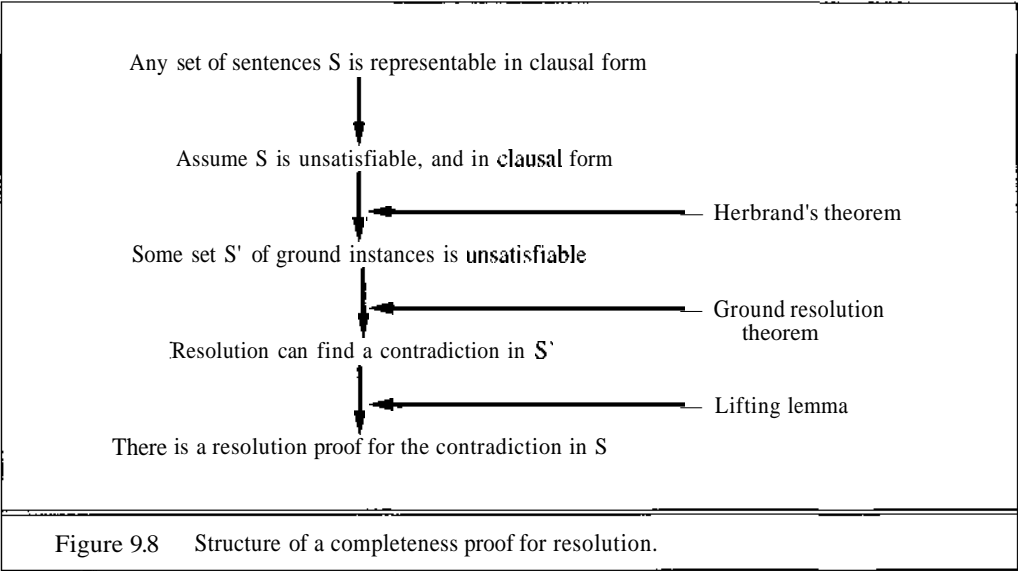 Any set of sentences S is representable in clausal form
Assume S is unsatisfiable, and in clausal form
Herbrand's theorem
Some set S' of ground instances is unsatisfiable
Ground resolution
theorem
Resolution can find a contradiction in S'
Lifting lemma
There is a resolution proof for the contradiction in S
Figure 9.8 Structure of a completeness proof for resolution.